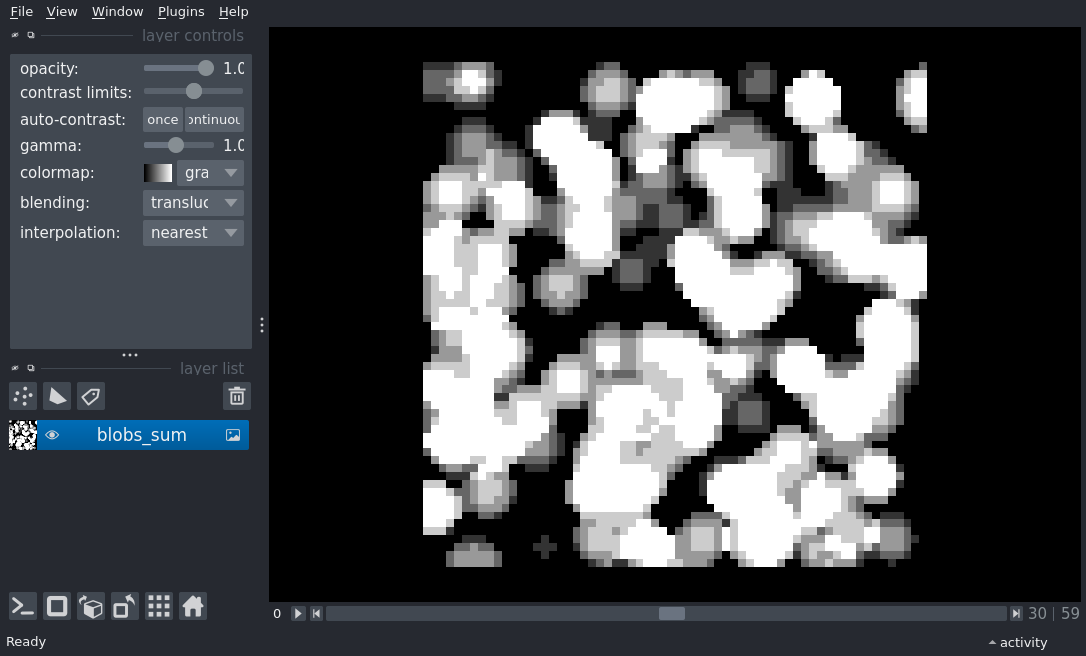 File View Window Plugins Help
layer controls
opacity: 1.0
contrast limits:
auto-contrast: once ontinuou
gamma: 1.0
colormap: gra
blending: transluc
interpolation: nearest
layer list
blobs_sum
0 30 | 59
Ready activity